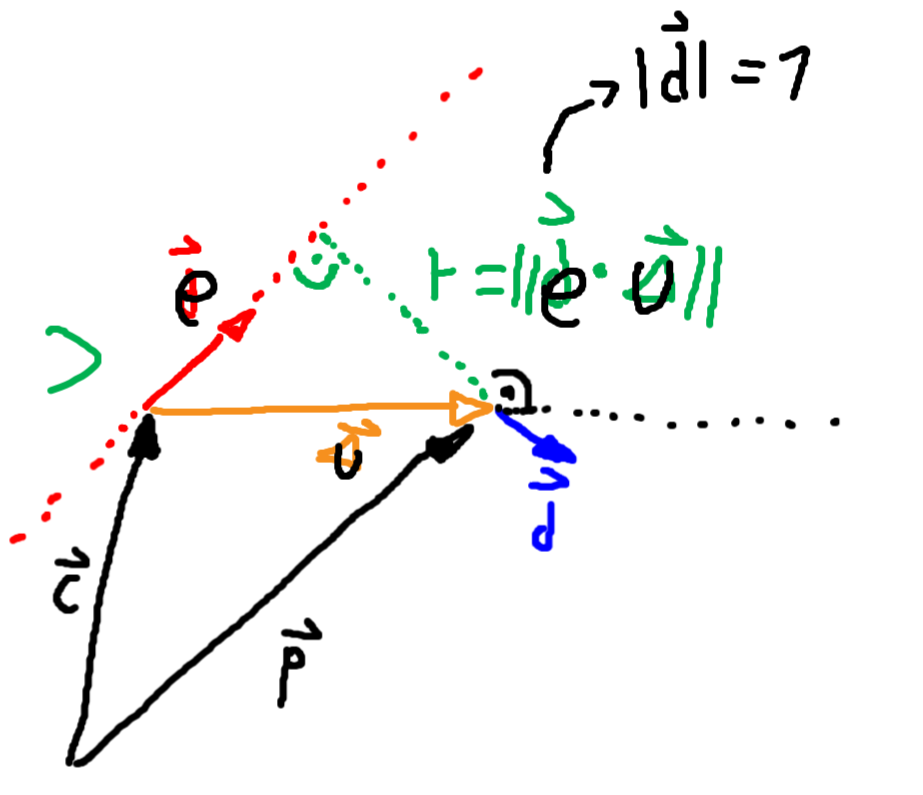 |d⃗| = 1
e⃗
r = ||e⃗ · v⃗||
v⃗
d⃗
c⃗
p⃗